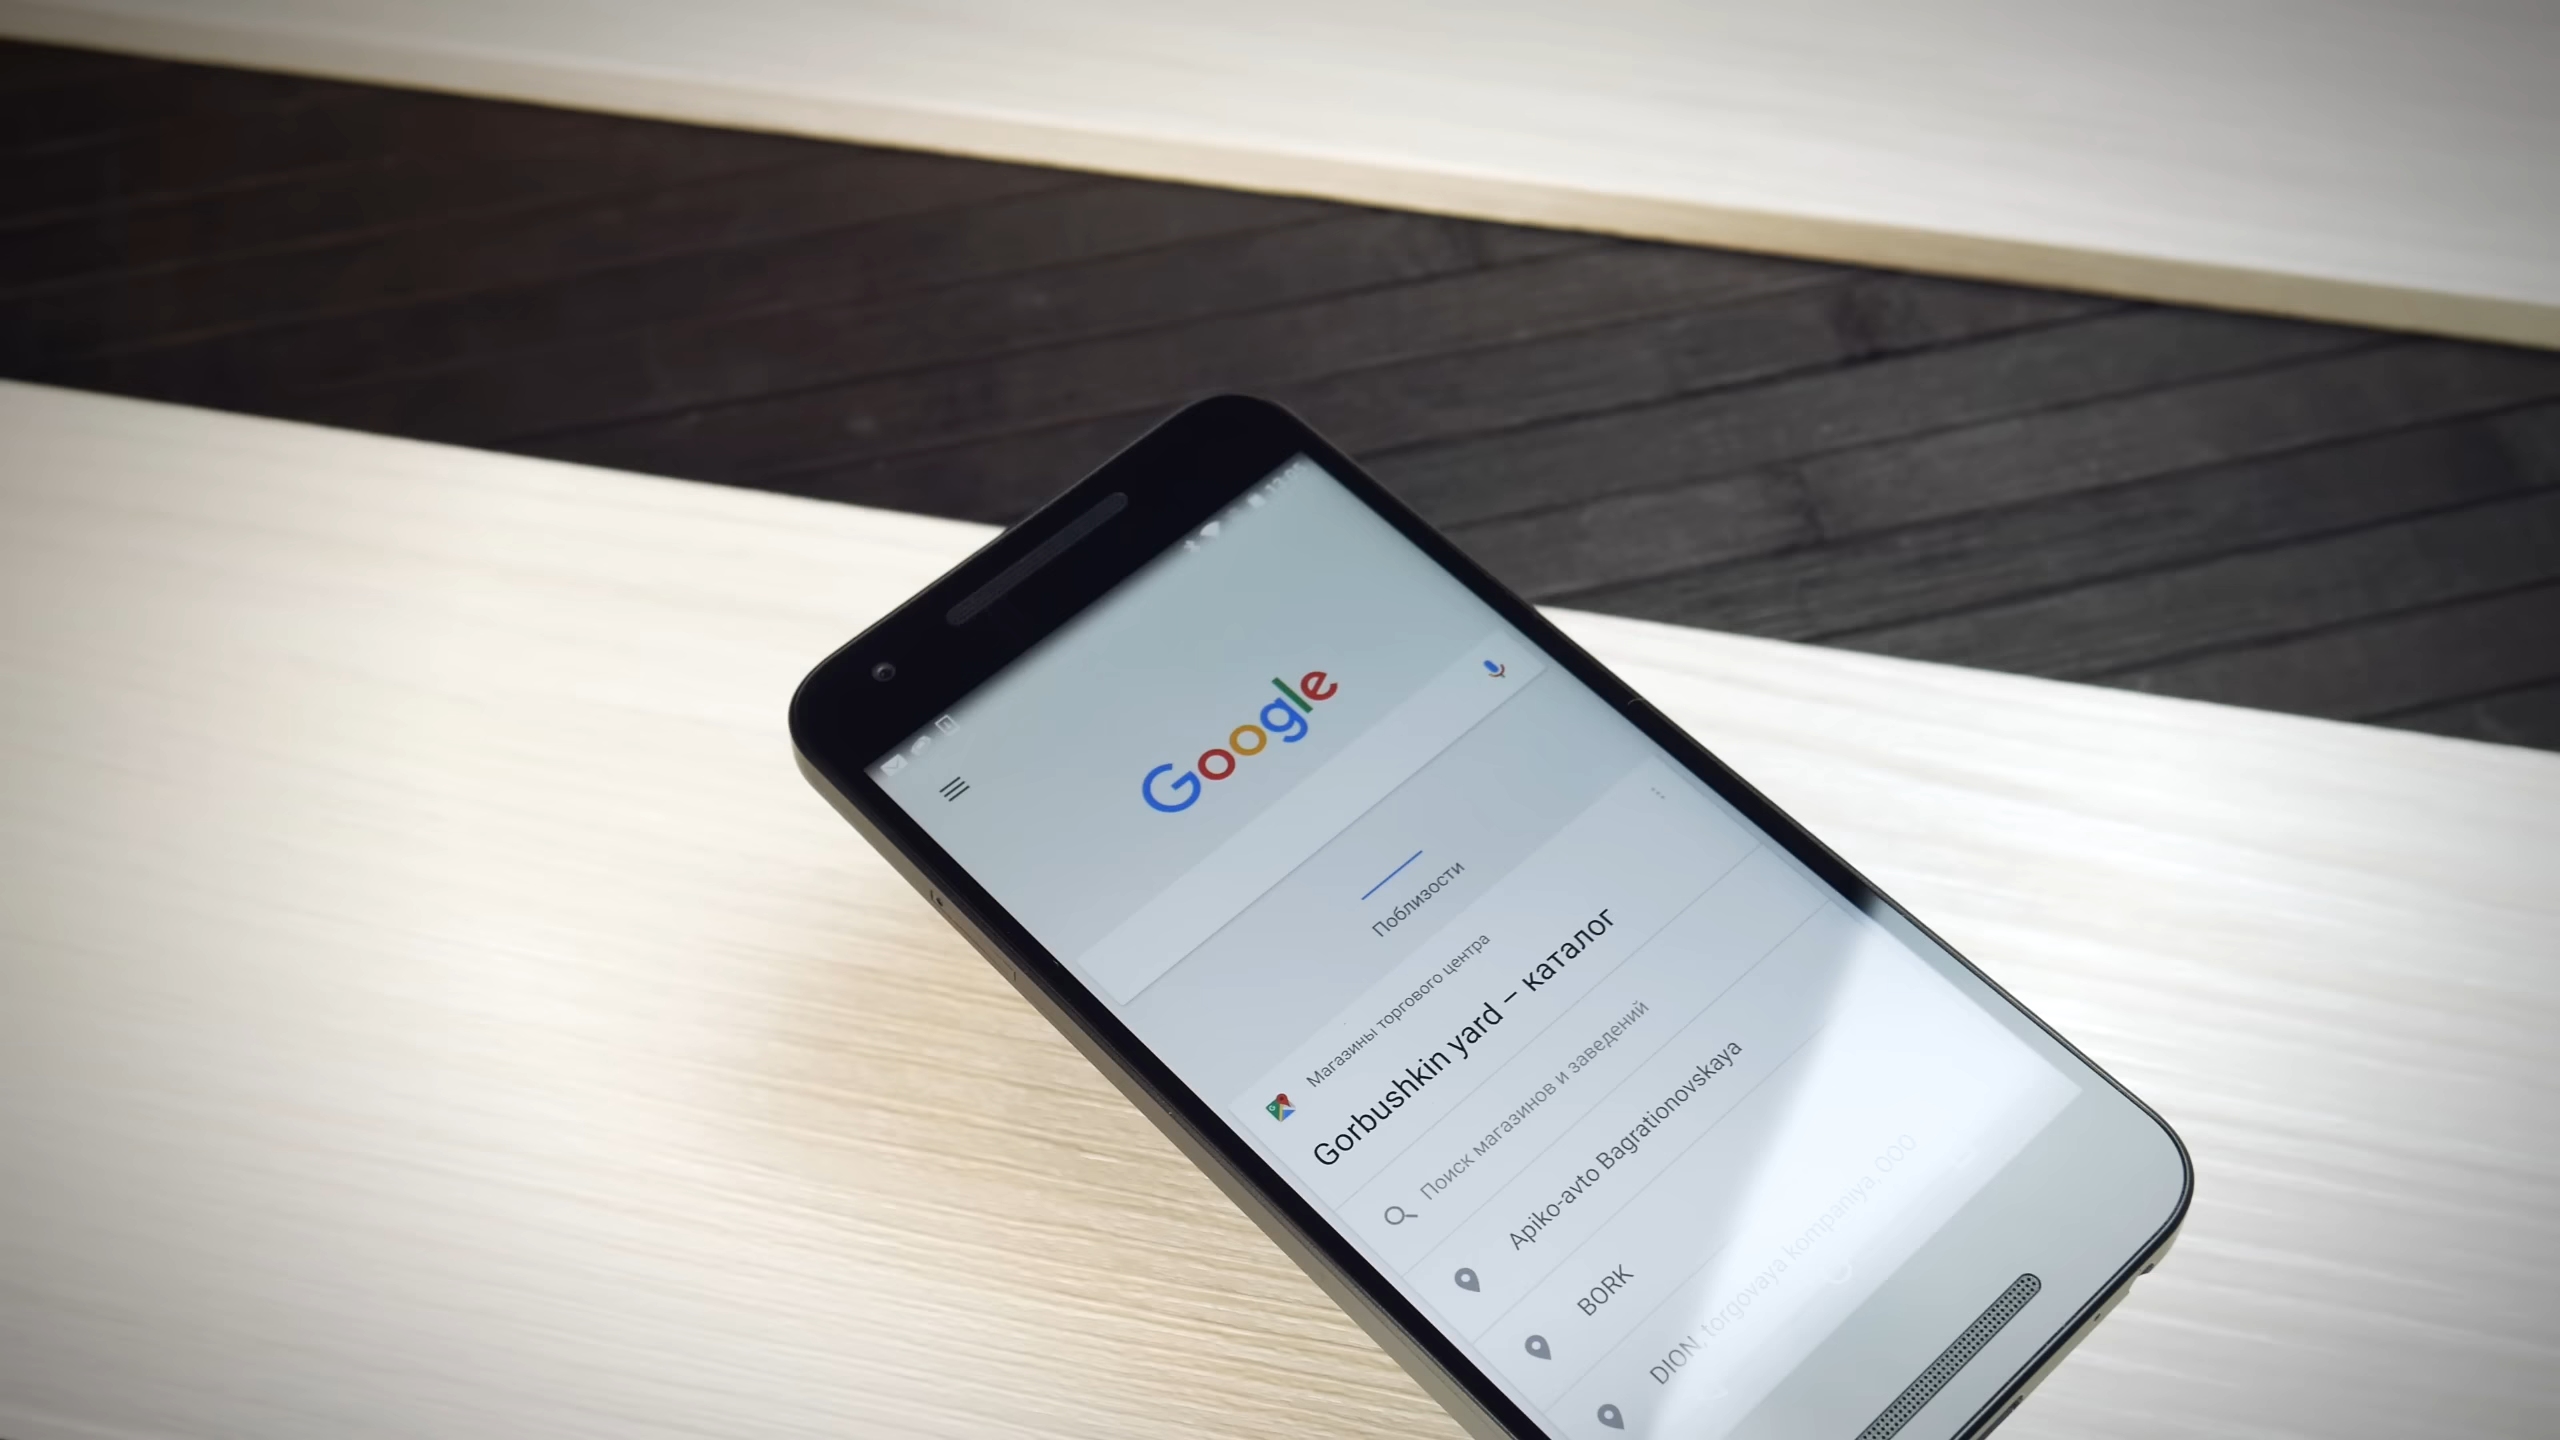 Google
Поблизости
Магазины торгового центра
Gorbushkin yard – каталог
Поиск магазинов и заведений
Apiko-avto Bagrationovskaya
BORK
DION, torgovaya kompaniya, OOO